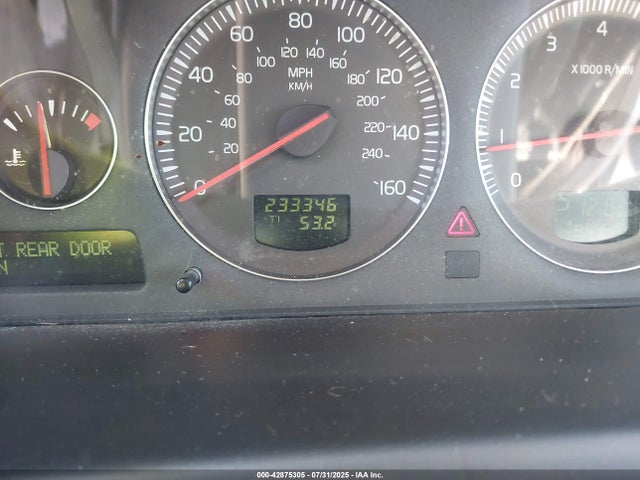 0 20 40 60 80 100 120 140 160
20 40 60 80 100 120 140 160 180 200 220 240
MPH
KM/H
233346
T1 53.2
0 1 2 3 4
X 1000 R/MIN
T REAR DOOR
N
000-42875305 - 07/31/2025 - IAA Inc.